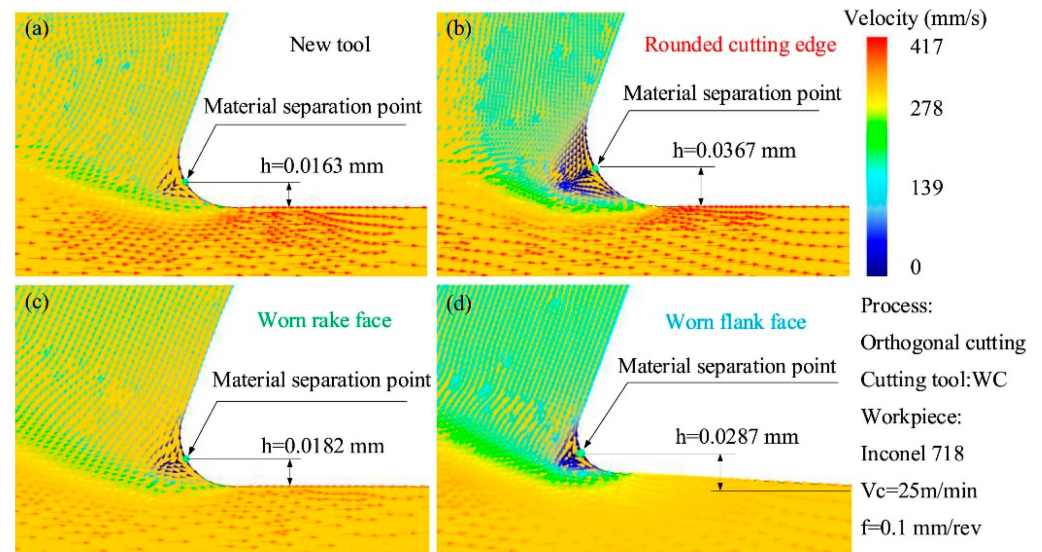 (a)
New tool
Material separation point
h=0.0163 mm
(b)
Rounded cutting edge
Material separation point
h=0.0367 mm
Velocity (mm/s)
417
278
139
0
(c)
Worn rake face
Material separation point
h=0.0182 mm
(d)
Worn flank face
Material separation point
h=0.0287 mm
Process:
Orthogonal cutting
Cutting tool:WC
Workpiece:
Inconel 718
Vc=25m/min
f=0.1 mm/rev